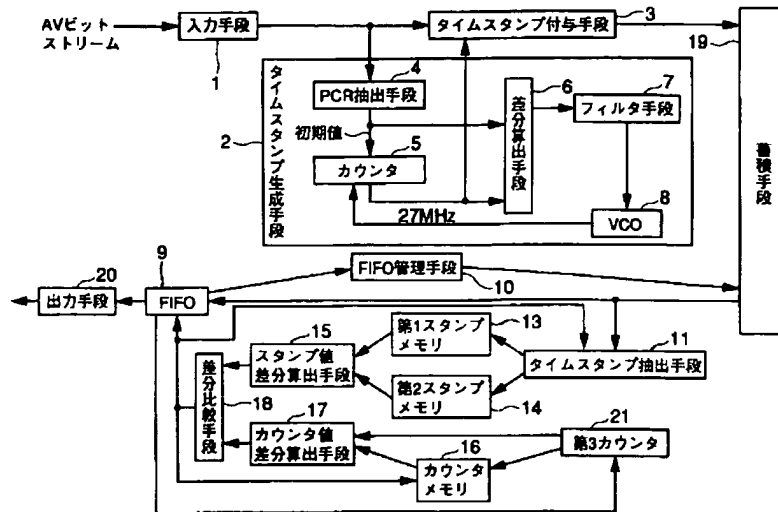 AVビット
ストリーム
入力手段
1
タイムスタンプ付与手段
3
19
蓄積手段
タイムスタンプ生成手段
2
PCR抽出手段
4
初期値
カウンタ
5
差分算出手段
6
フィルタ手段
7
27MHz
VCO
8
出力手段
20
FIFO
9
FIFO管理手段
10
タイムスタンプ抽出手段
11
第1スタンプ
メモリ
13
第2スタンプ
メモリ
14
スタンプ値
差分算出手段
15
差分比較手段
18
カウンタ値
差分算出手段
17
カウンタ
メモリ
16
第3カウンタ
21